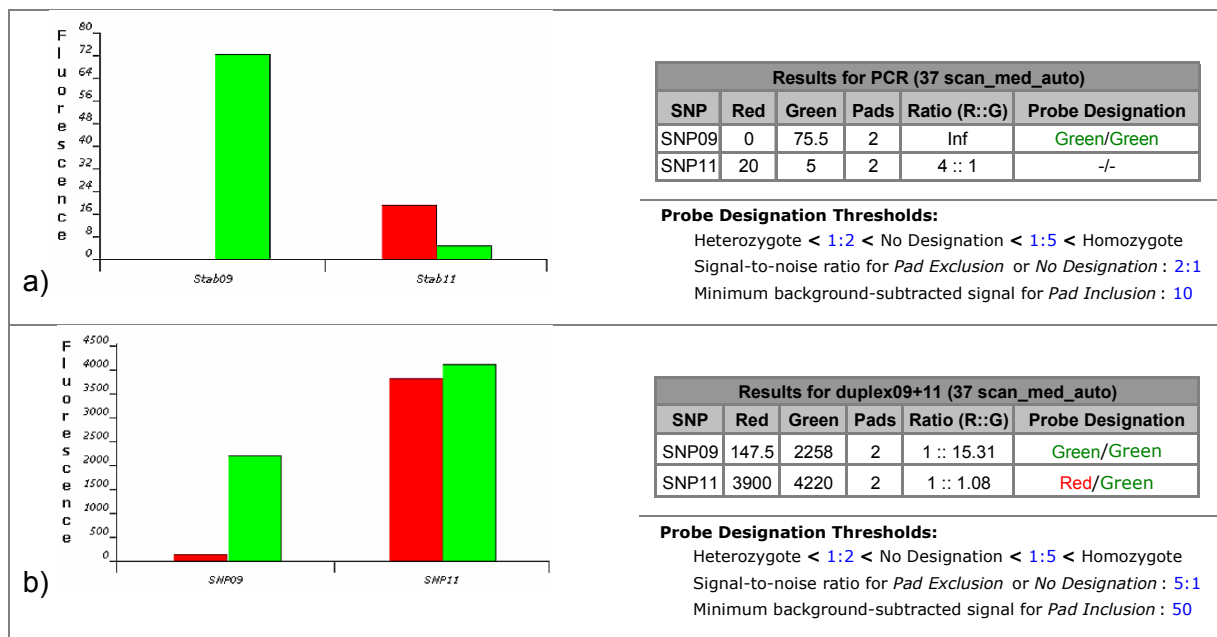 Fluorescence
80
72
64
56
48
40
32
24
16
8
0
Stab09 Stab11
a)
Results for PCR (37 scan_med_auto)
SNP Red Green Pads Ratio (R::G) Probe Designation
SNP09 0 75.5 2 Inf Green/Green
SNP11 20 5 2 4 :: 1 -/-
Probe Designation Thresholds:
Heterozygote < 1:2 < No Designation < 1:5 < Homozygote
Signal-to-noise ratio for Pad Exclusion or No Designation : 2:1
Minimum background-subtracted signal for Pad Inclusion : 10
Fluorescence
4500
4000
3500
3000
2500
2000
1500
1000
500
0
SNP09 SNP11
b)
Results for duplex09+11 (37 scan_med_auto)
SNP Red Green Pads Ratio (R::G) Probe Designation
SNP09 147.5 2258 2 1 :: 15.31 Green/Green
SNP11 3900 4220 2 1 :: 1.08 Red/Green
Probe Designation Thresholds:
Heterozygote < 1:2 < No Designation < 1:5 < Homozygote
Signal-to-noise ratio for Pad Exclusion or No Designation : 5:1
Minimum background-subtracted signal for Pad Inclusion : 50